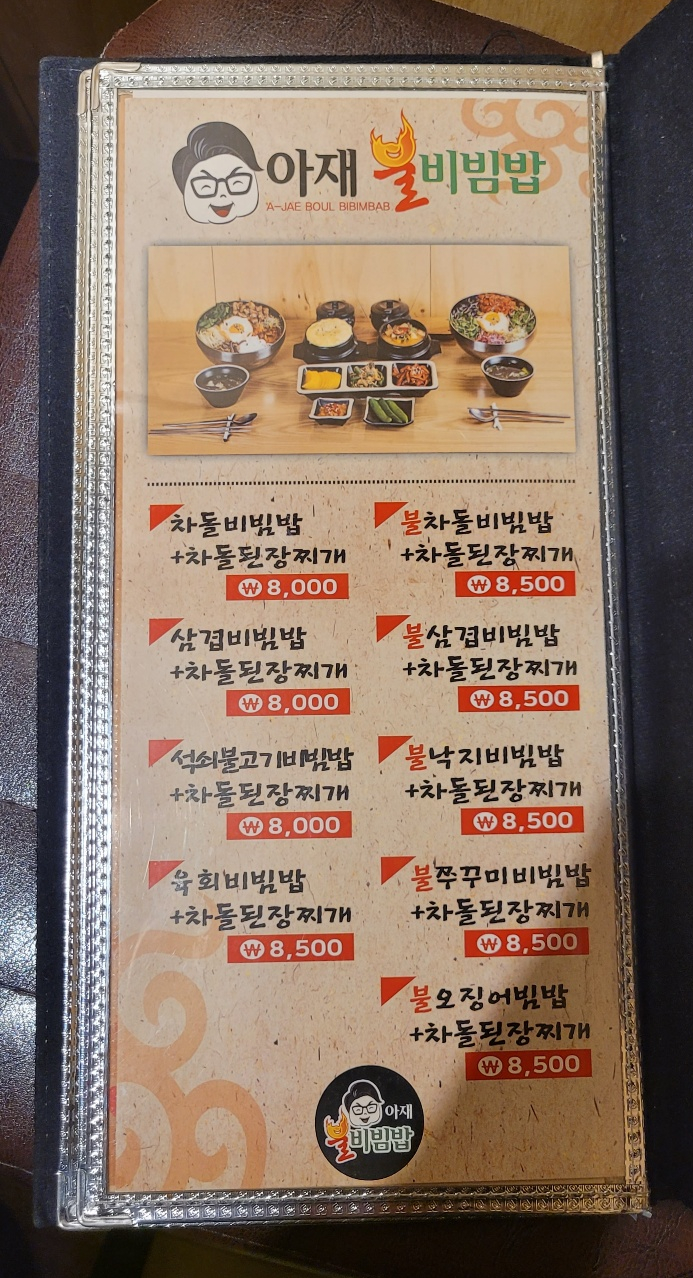 아재 불비빔밥
'A-JAE BOUL BIBIMBAB
차돌비빔밥
+차돌된장찌개
₩ 8,000
삼겹비빔밥
+차돌된장찌개
₩ 8,000
석쇠불고기비빔밥
+차돌된장찌개
₩ 8,000
육회비빔밥
+차돌된장찌개
₩ 8,500
불차돌비빔밥
+차돌된장찌개
₩ 8,500
불삼겹비빔밥
+차돌된장찌개
₩ 8,500
불낙지비빔밥
+차돌된장찌개
₩ 8,500
불쭈꾸미비빔밥
+차돌된장찌개
₩ 8,500
불오징어빔밥
+차돌된장찌개
₩ 8,500
아재
불비빔밥